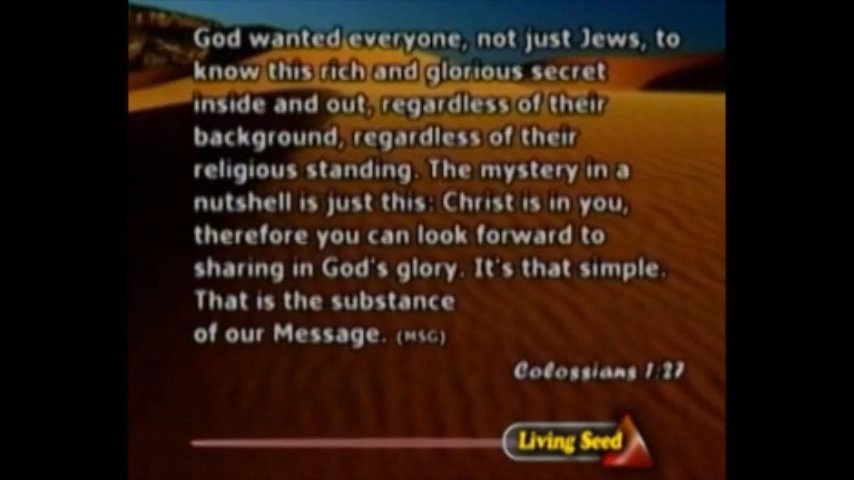 God wanted everyone, not just Jews, to
know this rich and glorious secret
inside and out, regardless of their
background, regardless of their
religious standing. The mystery in a
nutshell is just this: Christ is in you,
therefore you can look forward to
sharing in God's glory. It's that simple.
That is the substance
of our Message. (MSG)
Colossians 1:27
Living Seed